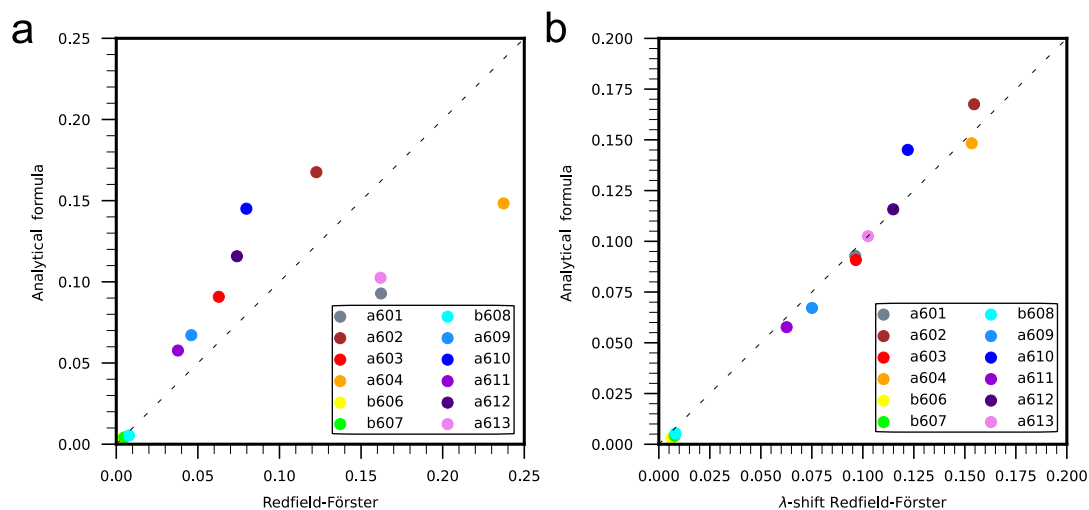 a
0.25
0.20
0.15
0.10
0.05
0.00
Analytical formula
0.00 0.05 0.10 0.15 0.20 0.25
Redfield-Förster
a601 b608
a602 a609
a603 a610
a604 a611
b606 a612
b607 a613
b
0.200
0.175
0.150
0.125
0.100
0.075
0.050
0.025
0.000
Analytical formula
0.000 0.025 0.050 0.075 0.100 0.125 0.150 0.175 0.200
λ-shift Redfield-Förster
a601 b608
a602 a609
a603 a610
a604 a611
b606 a612
b607 a613